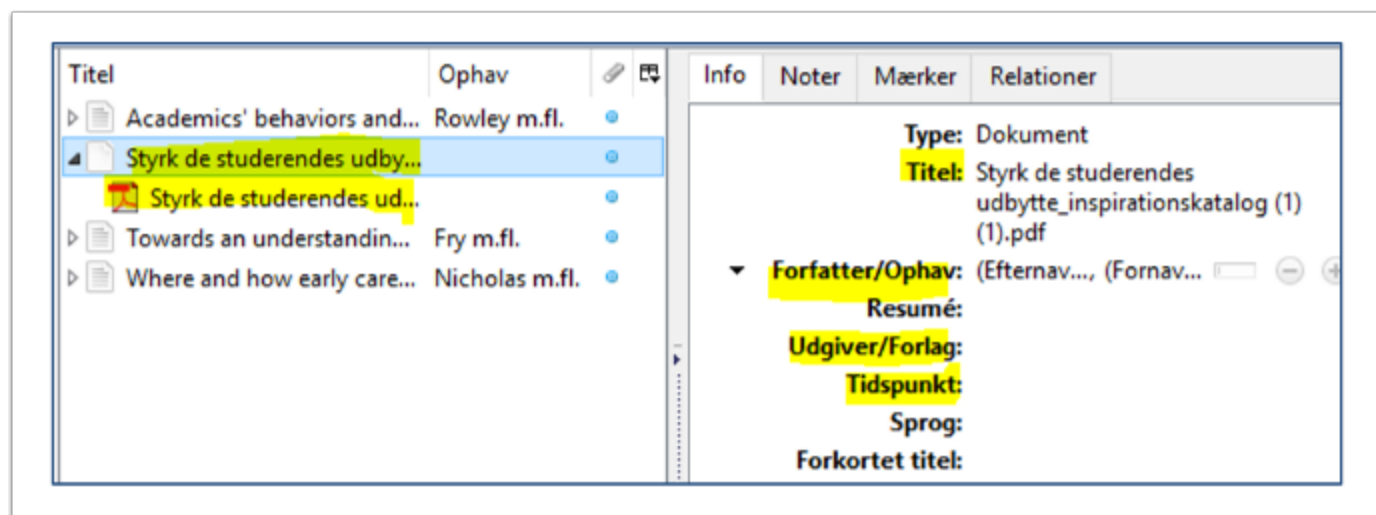 Titel Ophav
Academics' behaviors and... Rowley m.fl.
Styrk de studerendes udby...
Styrk de studerendes ud...
Towards an understandin... Fry m.fl.
Where and how early care... Nicholas m.fl.
Info Noter Mærker Relationer
Type: Dokument
Titel: Styrk de studerendes
udbytte_inspirationskatalog (1)
(1).pdf
Forfatter/Ophav: (Efternav..., (Fornav...
Resumé:
Udgiver/Forlag:
Tidspunkt:
Sprog:
Forkortet titel: